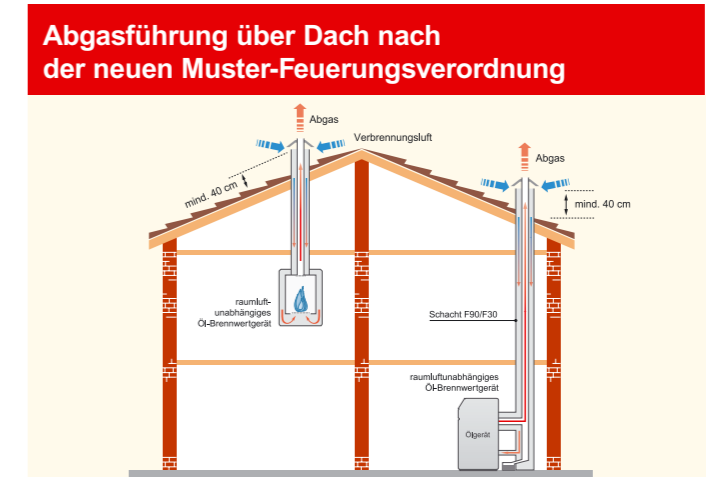 Abgasführung über Dach nach
der neuen Muster-Feuerungsverordnung
Abgas
Verbrennungsluft
mind. 40 cm
Abgas
mind. 40 cm
raumluft-
unabhängiges
Öl-Brennwertgerät
Schacht F90/F30
raumluftunabhängiges
Öl-Brennwertgerät
Ölgerät